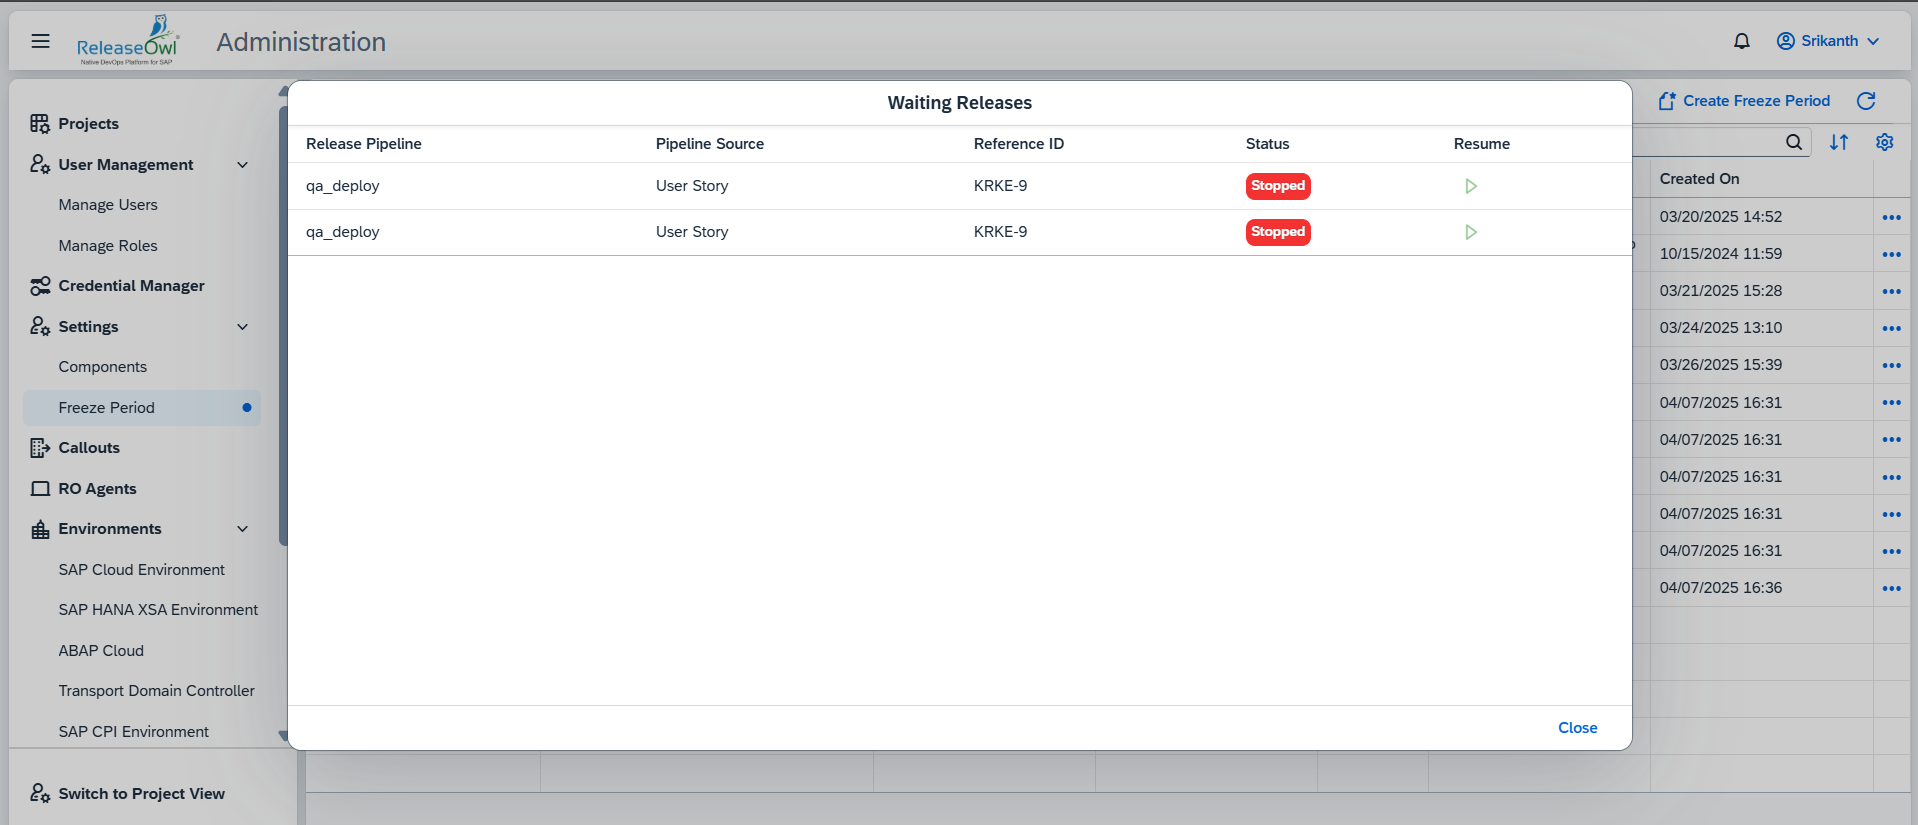 ReleaseOwl
Native DevOps Platform for SAP
Administration
Srikanth
Projects
User Management
Manage Users
Manage Roles
Credential Manager
Settings
Components
Freeze Period
Callouts
RO Agents
Environments
SAP Cloud Environment
SAP HANA XSA Environment
ABAP Cloud
Transport Domain Controller
SAP CPI Environment
Switch to Project View
Waiting Releases
Release Pipeline Pipeline Source Reference ID Status Resume
qa_deploy User Story KRKE-9 Stopped
qa_deploy User Story KRKE-9 Stopped
Close
Create Freeze Period
Created On
03/20/2025 14:52
10/15/2024 11:59
03/21/2025 15:28
03/24/2025 13:10
03/26/2025 15:39
04/07/2025 16:31
04/07/2025 16:31
04/07/2025 16:31
04/07/2025 16:31
04/07/2025 16:31
04/07/2025 16:36